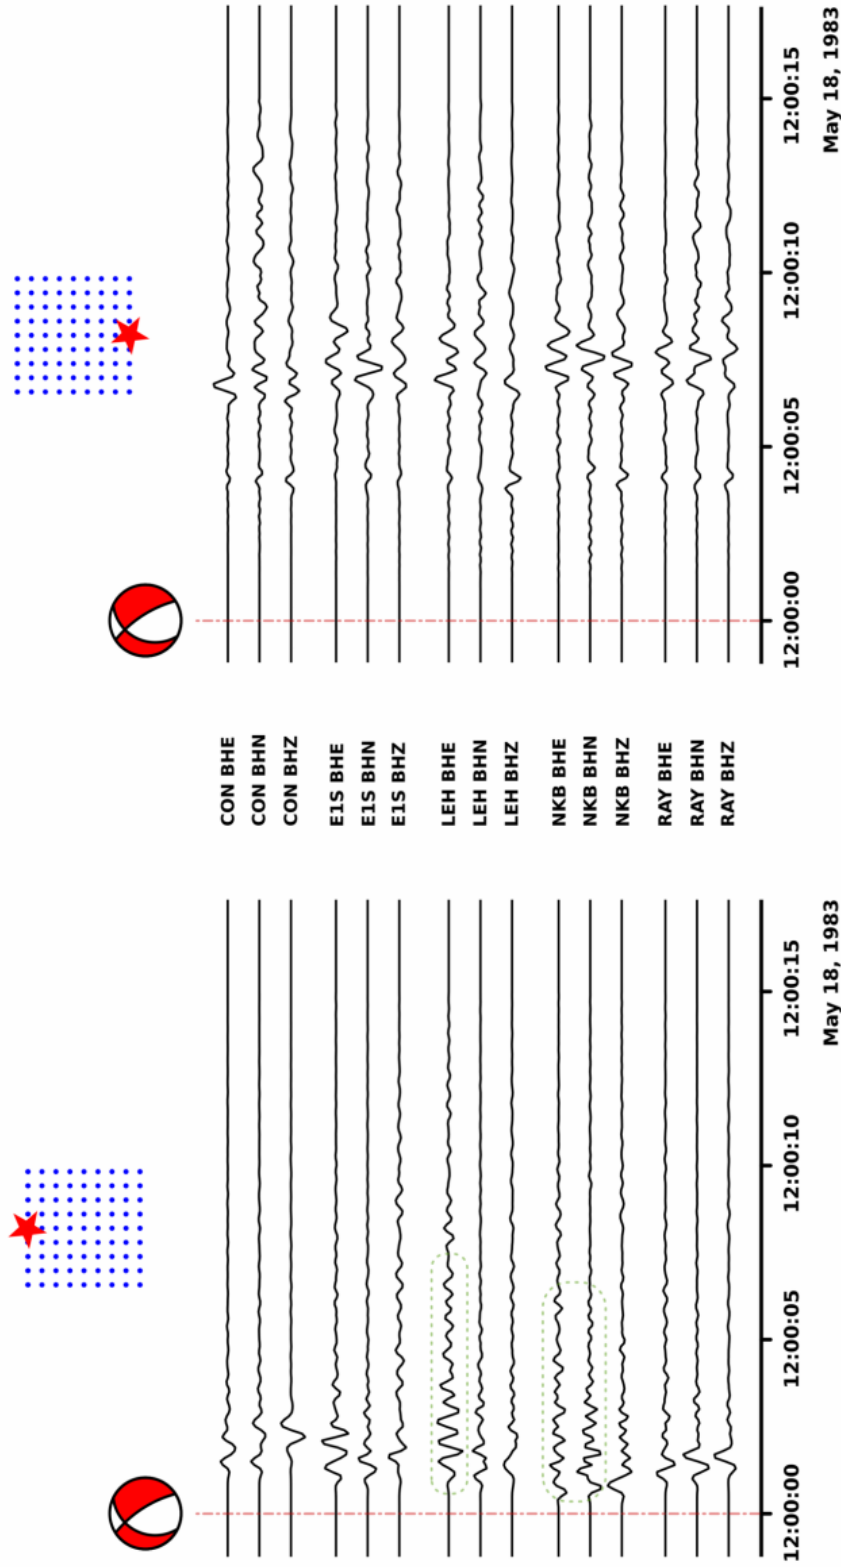 CON BHE
CON BHN
CON BHZ
E1S BHE
E1S BHN
E1S BHZ
LEH BHE
LEH BHN
LEH BHZ
NKB BHE
NKB BHN
NKB BHZ
RAY BHE
RAY BHN
RAY BHZ
12:00:00 12:00:05 12:00:10 12:00:15 12:00:00 12:00:05 12:00:10 12:00:15
May 18, 1983 May 18, 1983